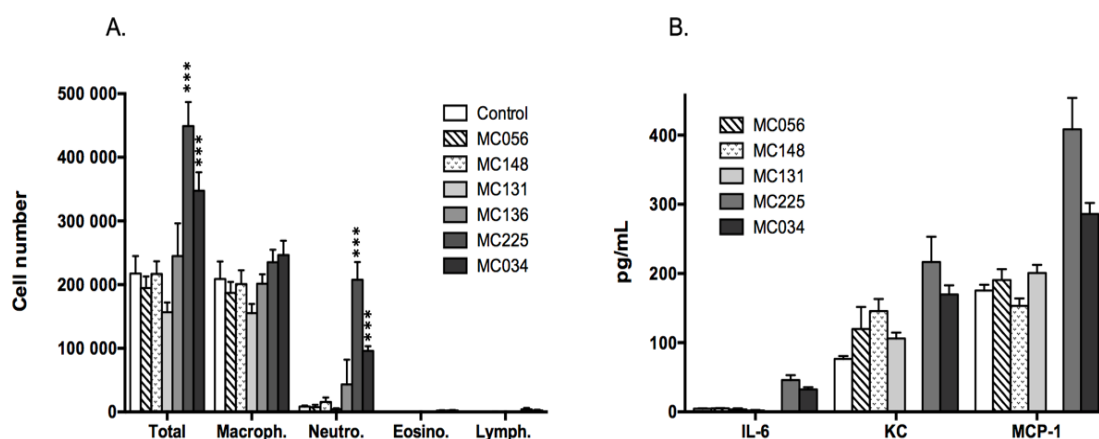 A.
B.
Cell number
500 000
400 000
300 000
200 000
100 000
0
***
***
***
***
Control
MC056
MC148
MC131
MC136
MC225
MC034
Total Macroph. Neutro. Eosino. Lymph.
pg/mL
400
300
200
100
0
MC056
MC148
MC131
MC225
MC034
IL-6 KC MCP-1